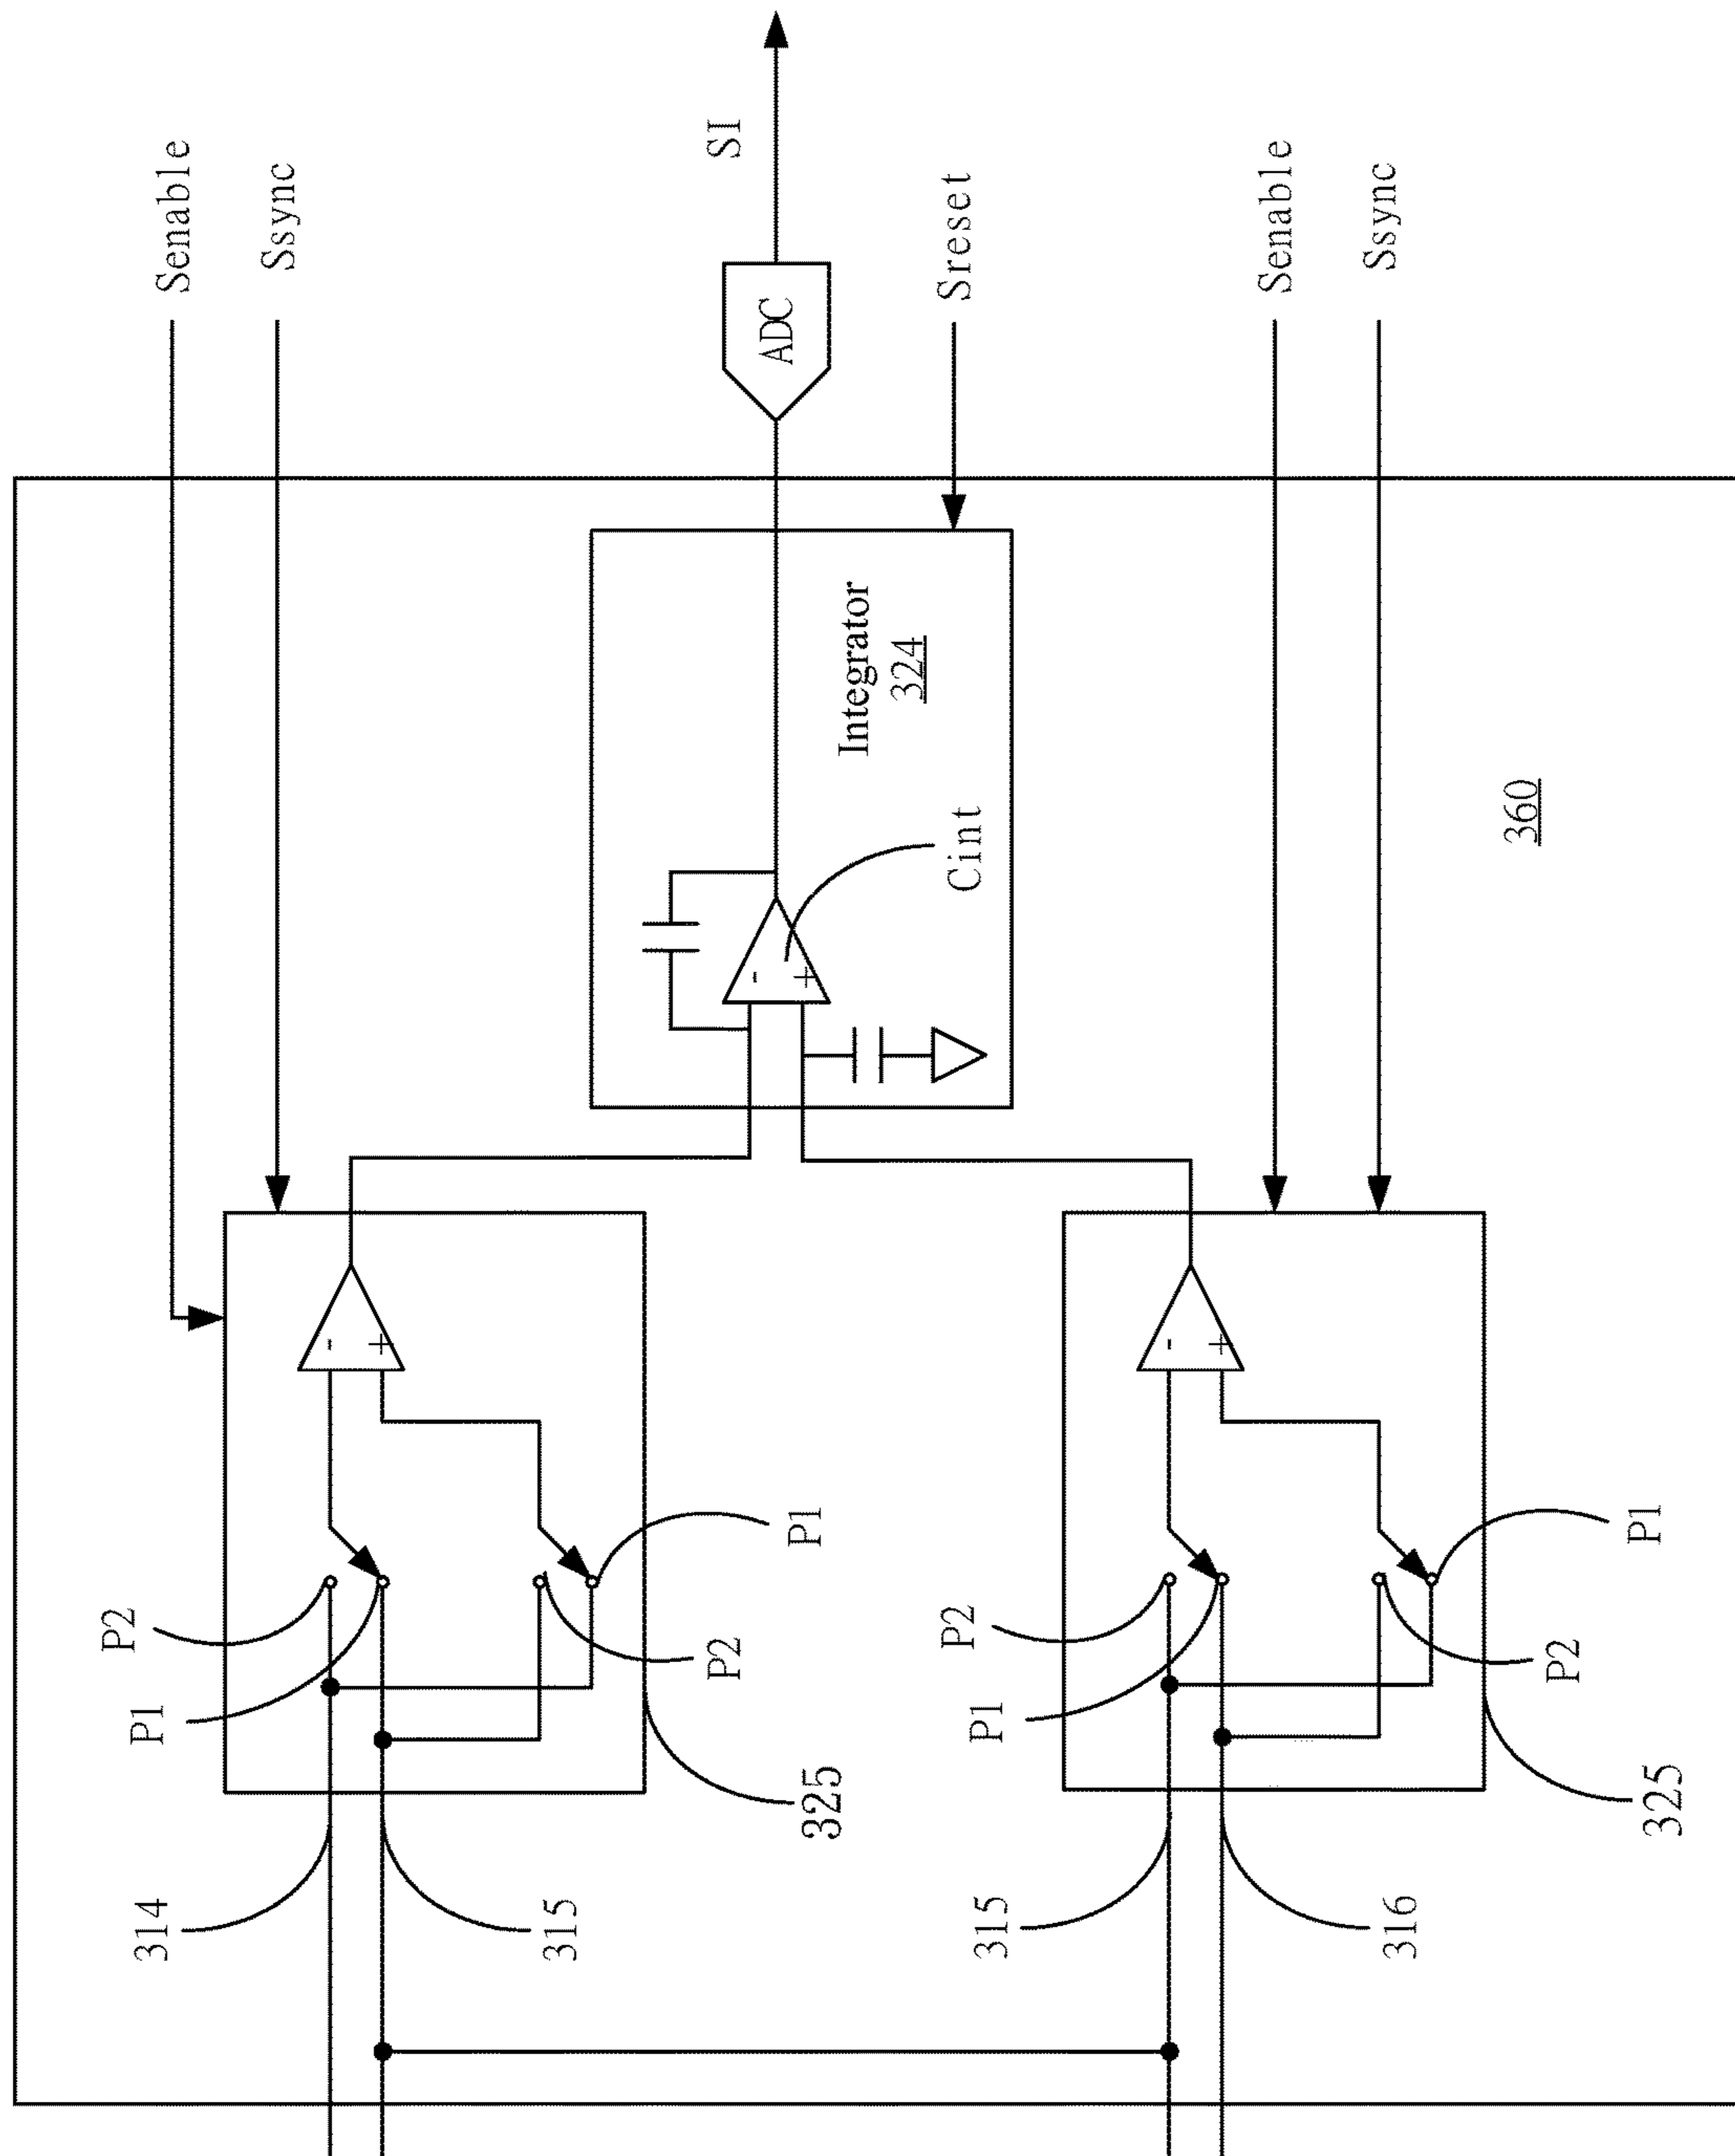 Senable
Ssync
SI
ADC
Sreset
Senable
Ssync
Integrator
324
Cint
360
-
+
-
+
-
+
P2
P1
P2
P1
325
P2
P1
P2
P1
325
314
315
315
316